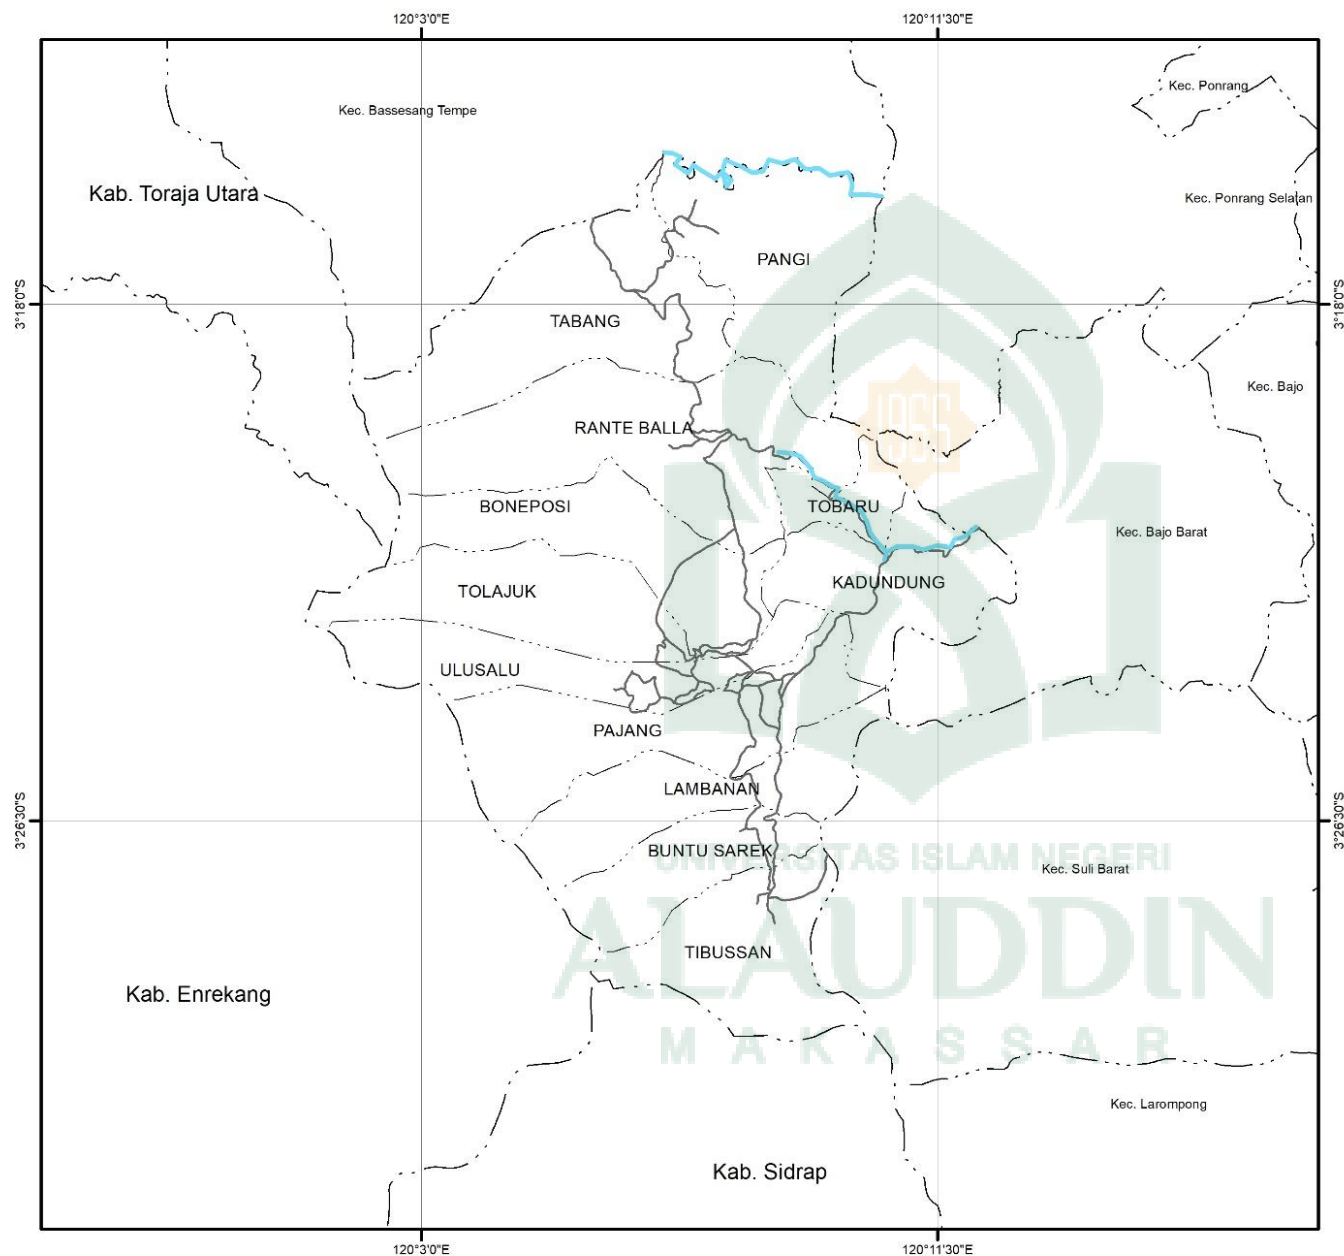 120°3'0"E
120°11'30"E
Kec. Ponrang
Kec. Bassesang Tempe
Kab. Toraja Utara
Kec. Ponrang Selatan
PANGI
3°18'0"S
3°18'0"S
TABANG
Kec. Bajo
1965
RANTE BALLA
BONEPOSI
TOBARU
Kec. Bajo Barat
KADUNDUNG
TOLAJUK
ULUSALU
PAJANG
LAMBANAN
3°26'30"S
3°26'30"S
BUNTU SAREK
UNIVERSITAS ISLAM NEGERI
Kec. Suli Barat
ALAUDDIN
TIBUSSAN
Kab. Enrekang
MAKASSAR
Kec. Larompong
Kab. Sidrap
120°3'0"E
120°11'30"E